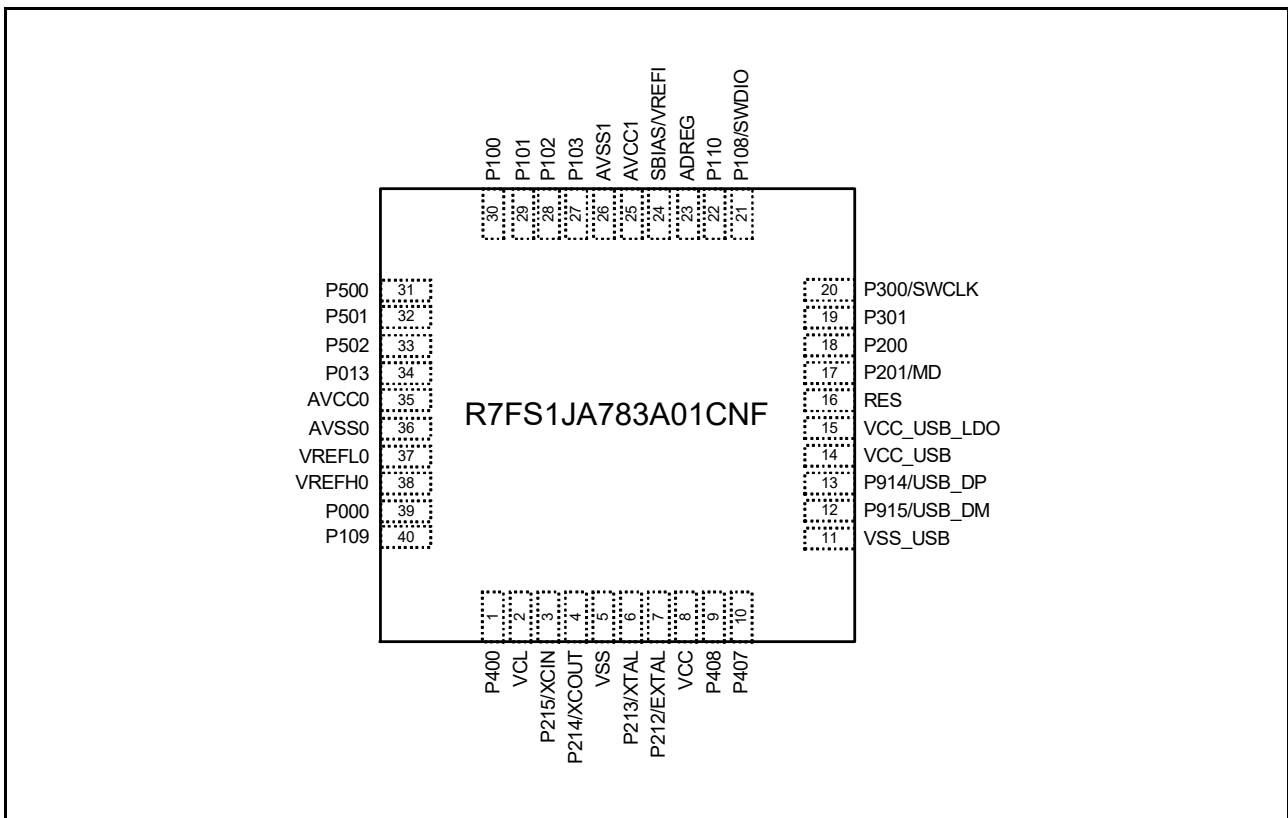 P100
P101
P102
P103
AVSS1
AVCC1
SBIAS/VREFI
ADREG
P110
P108/SWDIO
30
29
28
27
26
25
24
23
22
21
P500 31
P501 32
P502 33
P013 34
AVCC0 35
AVSS0 36
VREFL0 37
VREFH0 38
P000 39
P109 40
R7FS1JA783A01CNF
20 P300/SWCLK
19 P301
18 P200
17 P201/MD
16 RES
15 VCC_USB_LDO
14 VCC_USB
13 P914/USB_DP
12 P915/USB_DM
11 VSS_USB
1
2
3
4
5
6
7
8
9
10
P400
VCL
P215/XCIN
P214/XCOUT
VSS
P213/XTAL
P212/EXTAL
VCC
P408
P407